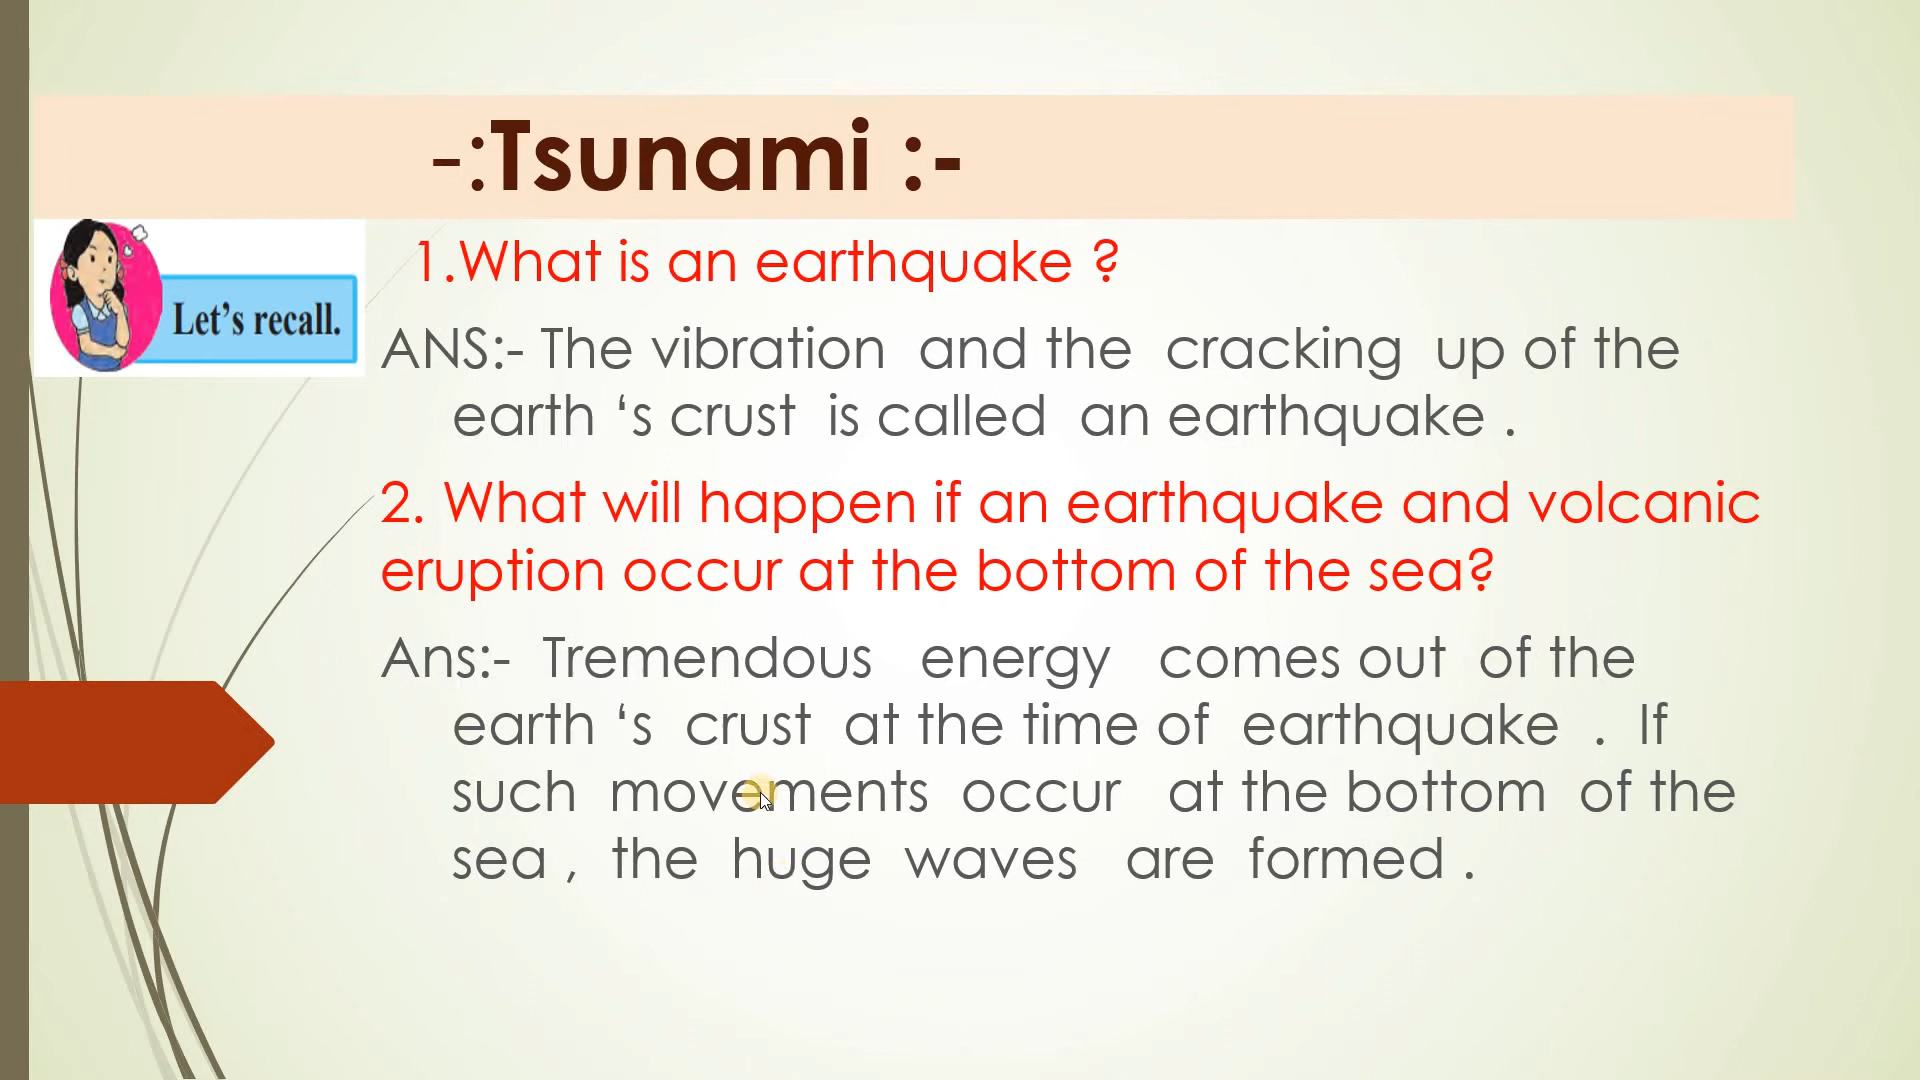 -:Tsunami :-
Let's recall.
1.What is an earthquake ?
ANS:- The vibration and the cracking up of the
earth ‘s crust is called an earthquake .
2. What will happen if an earthquake and volcanic
eruption occur at the bottom of the sea?
Ans:- Tremendous energy comes out of the
earth ‘s crust at the time of earthquake . If
such movements occur at the bottom of the
sea , the huge waves are formed .